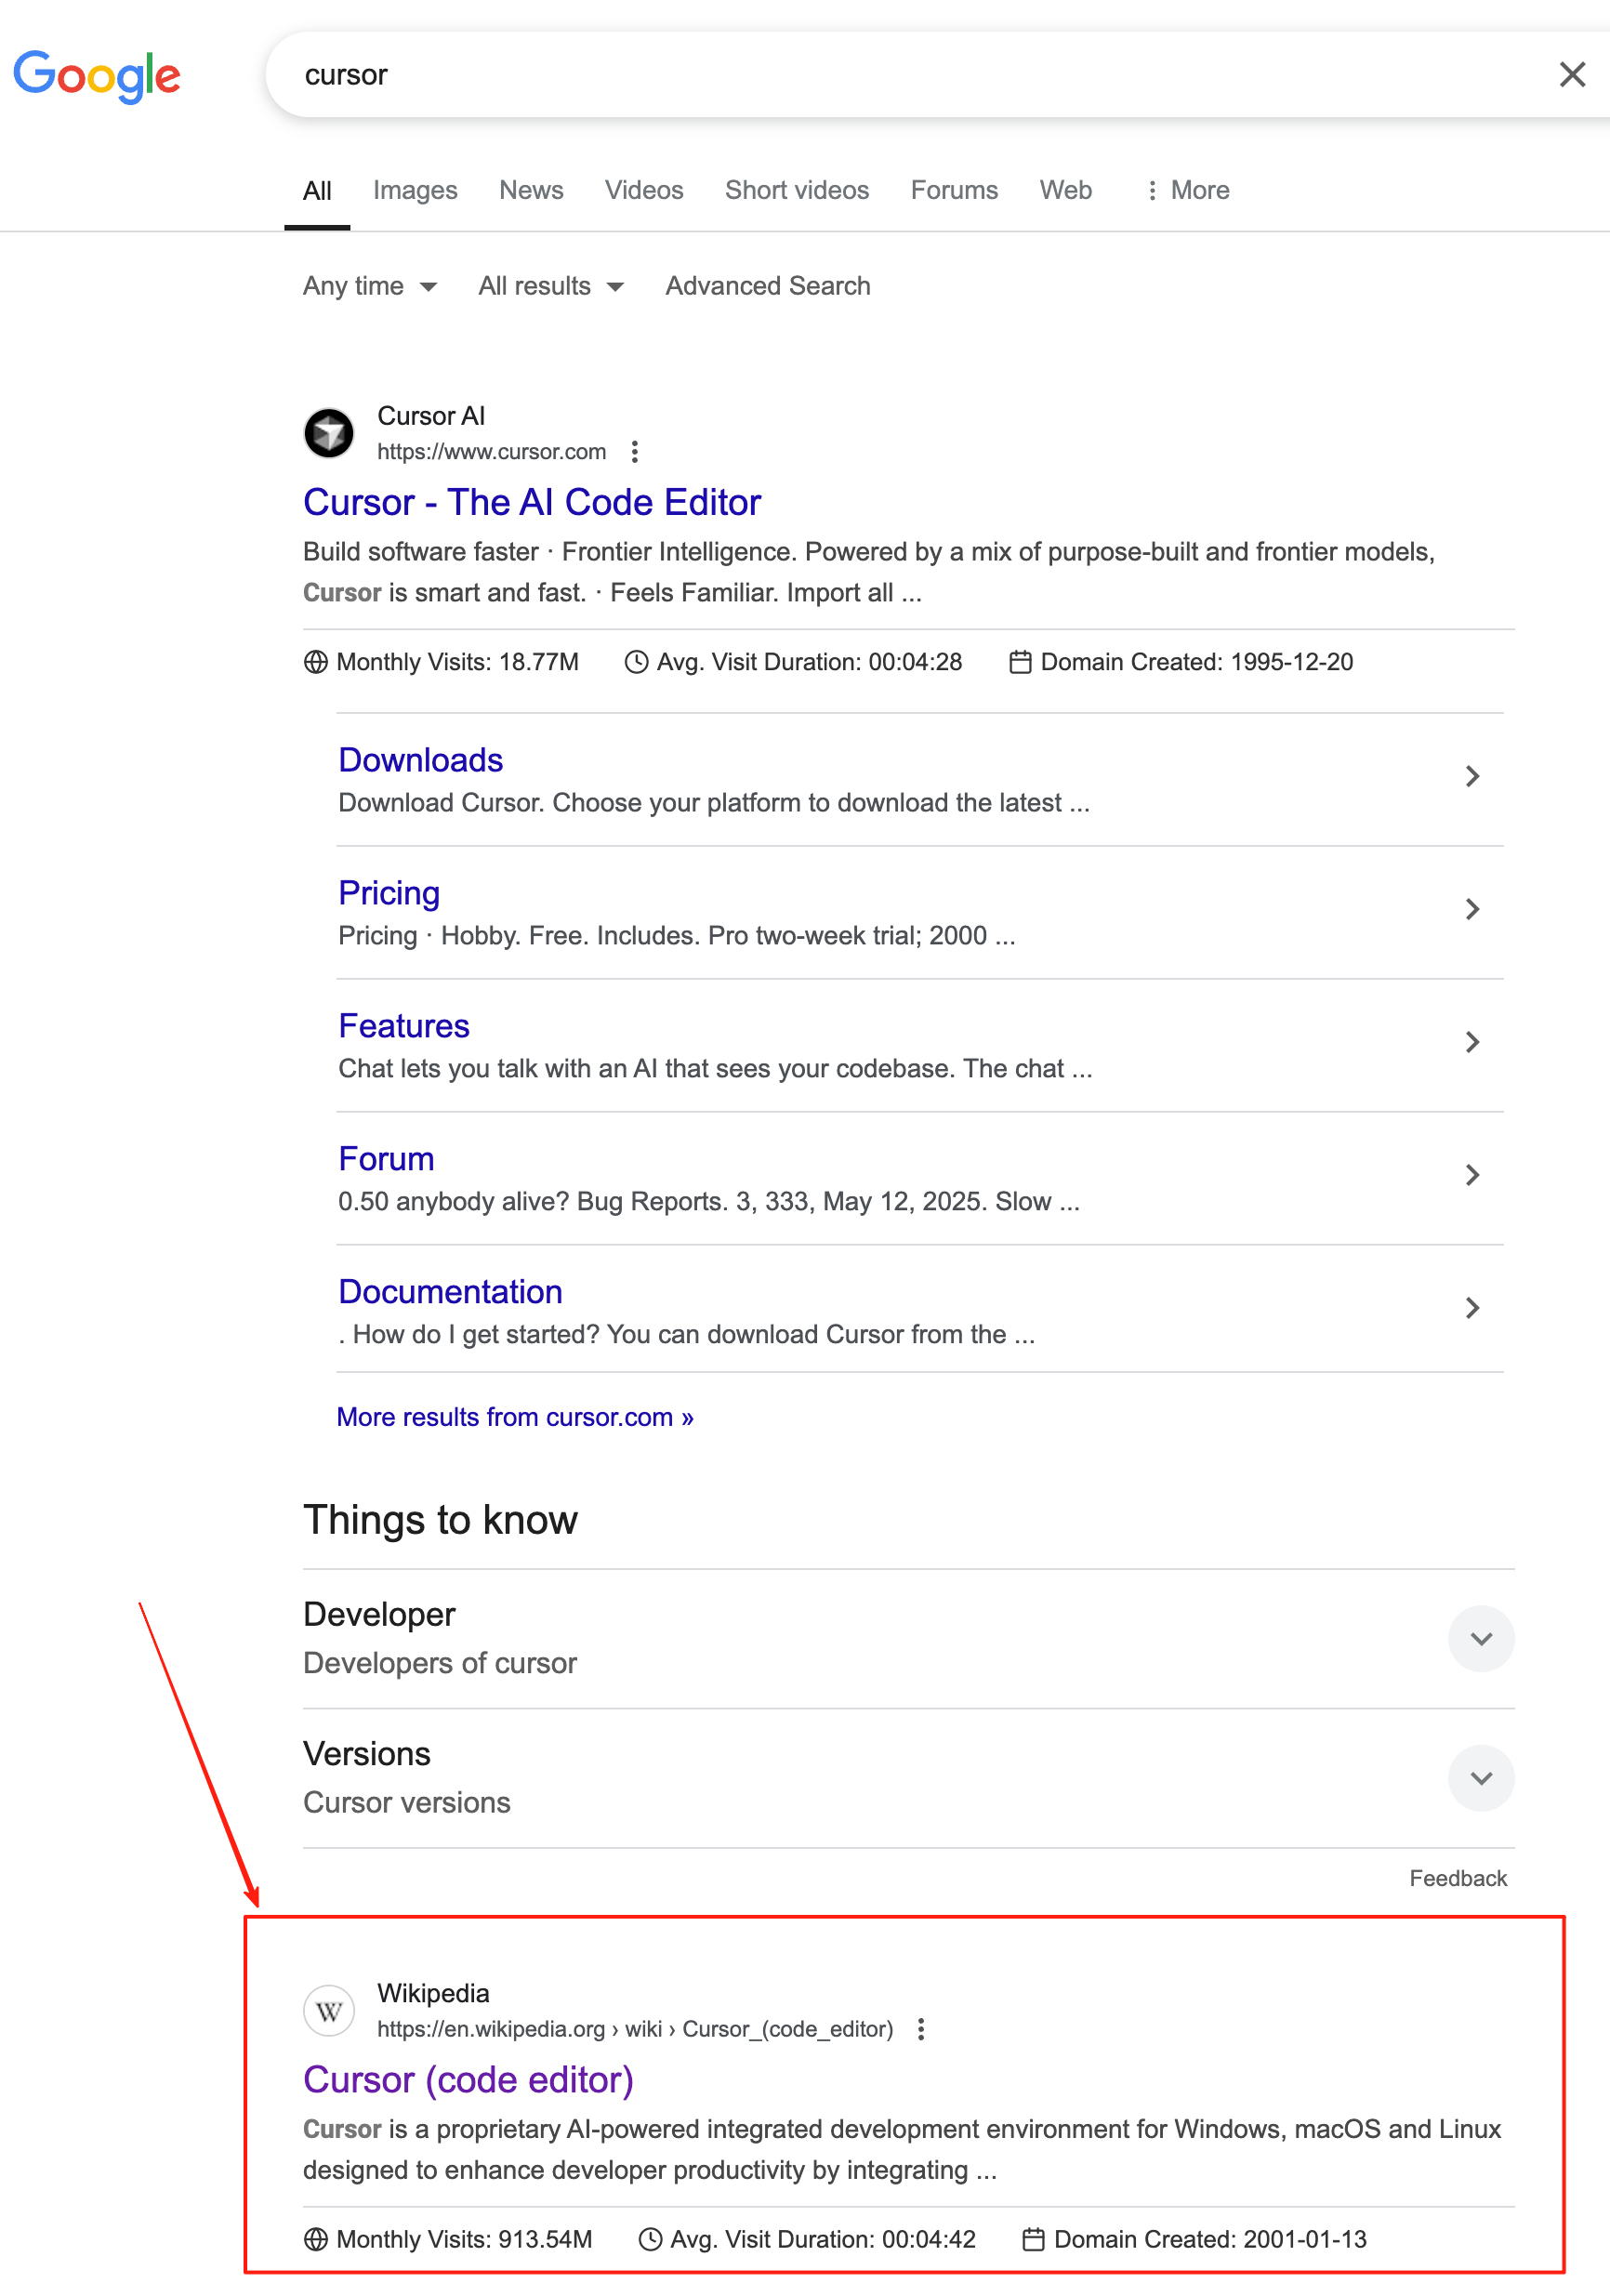 Google
cursor
All Images News Videos Short videos Forums Web More
Any time All results Advanced Search
Cursor AI
https://www.cursor.com
Cursor - The AI Code Editor
Build software faster · Frontier Intelligence. Powered by a mix of purpose-built and frontier models,
Cursor is smart and fast. · Feels Familiar. Import all ...
Monthly Visits: 18.77M Avg. Visit Duration: 00:04:28 Domain Created: 1995-12-20
Downloads
Download Cursor. Choose your platform to download the latest ...
Pricing
Pricing · Hobby. Free. Includes. Pro two-week trial; 2000 ...
Features
Chat lets you talk with an AI that sees your codebase. The chat ...
Forum
0.50 anybody alive? Bug Reports. 3, 333, May 12, 2025. Slow ...
Documentation
. How do I get started? You can download Cursor from the ...
More results from cursor.com »
Things to know
Developer
Developers of cursor
Versions
Cursor versions
Feedback
W
Wikipedia
https://en.wikipedia.org › wiki › Cursor_(code_editor)
Cursor (code editor)
Cursor is a proprietary AI-powered integrated development environment for Windows, macOS and Linux
designed to enhance developer productivity by integrating ...
Monthly Visits: 913.54M Avg. Visit Duration: 00:04:42 Domain Created: 2001-01-13